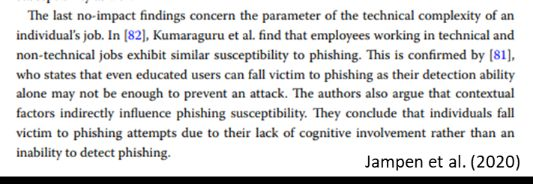 The last no-impact findings concern the parameter of the technical complexity of an
individual's job. In [82], Kumaraguru et al. find that employees working in technical and
non-technical jobs exhibit similar susceptibility to phishing. This is confirmed by [81],
who states that even educated users can fall victim to phishing as their detection ability
alone may not be enough to prevent an attack. The authors also argue that contextual
factors indirectly influence phishing susceptibility. They conclude that individuals fall
victim to phishing attempts due to their lack of cognitive involvement rather than an
inability to detect phishing.
Jampen et al. (2020)